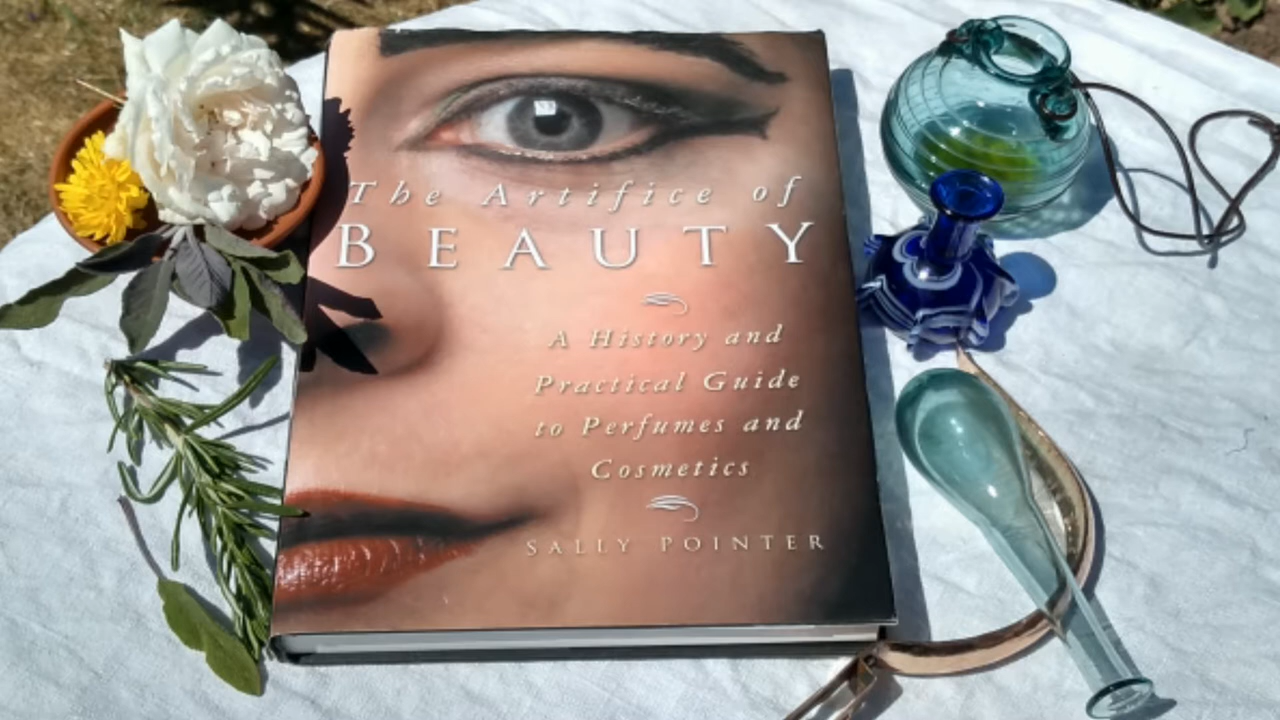 The Artifice of
BEAUTY
A History and
Practical Guide
to Perfumes and
Cosmetics
SALLY POINTER